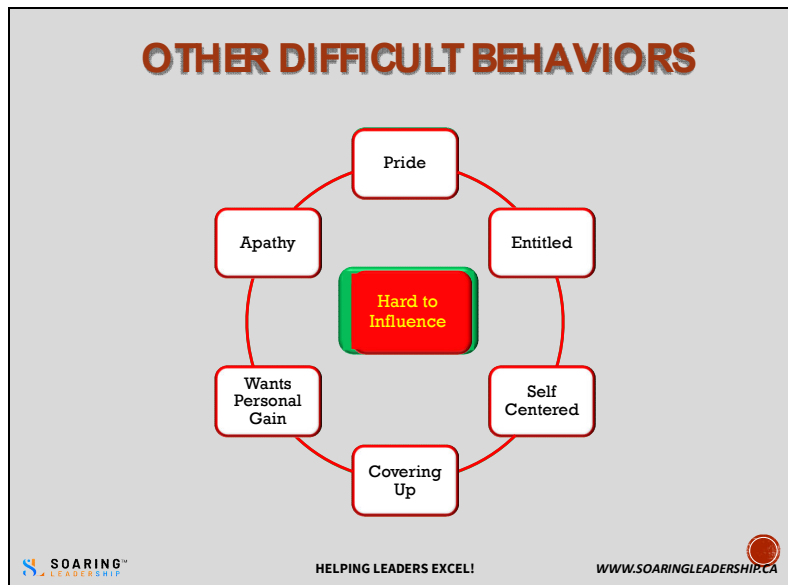 OTHER DIFFICULT BEHAVIORS
Pride
Apathy
Entitled
Hard to
Influence
Wants
Personal
Gain
Self
Centered
Covering
Up
SOARING™
LEADERSHIP
HELPING LEADERS EXCEL!
WWW.SOARINGLEADERSHIP.CA